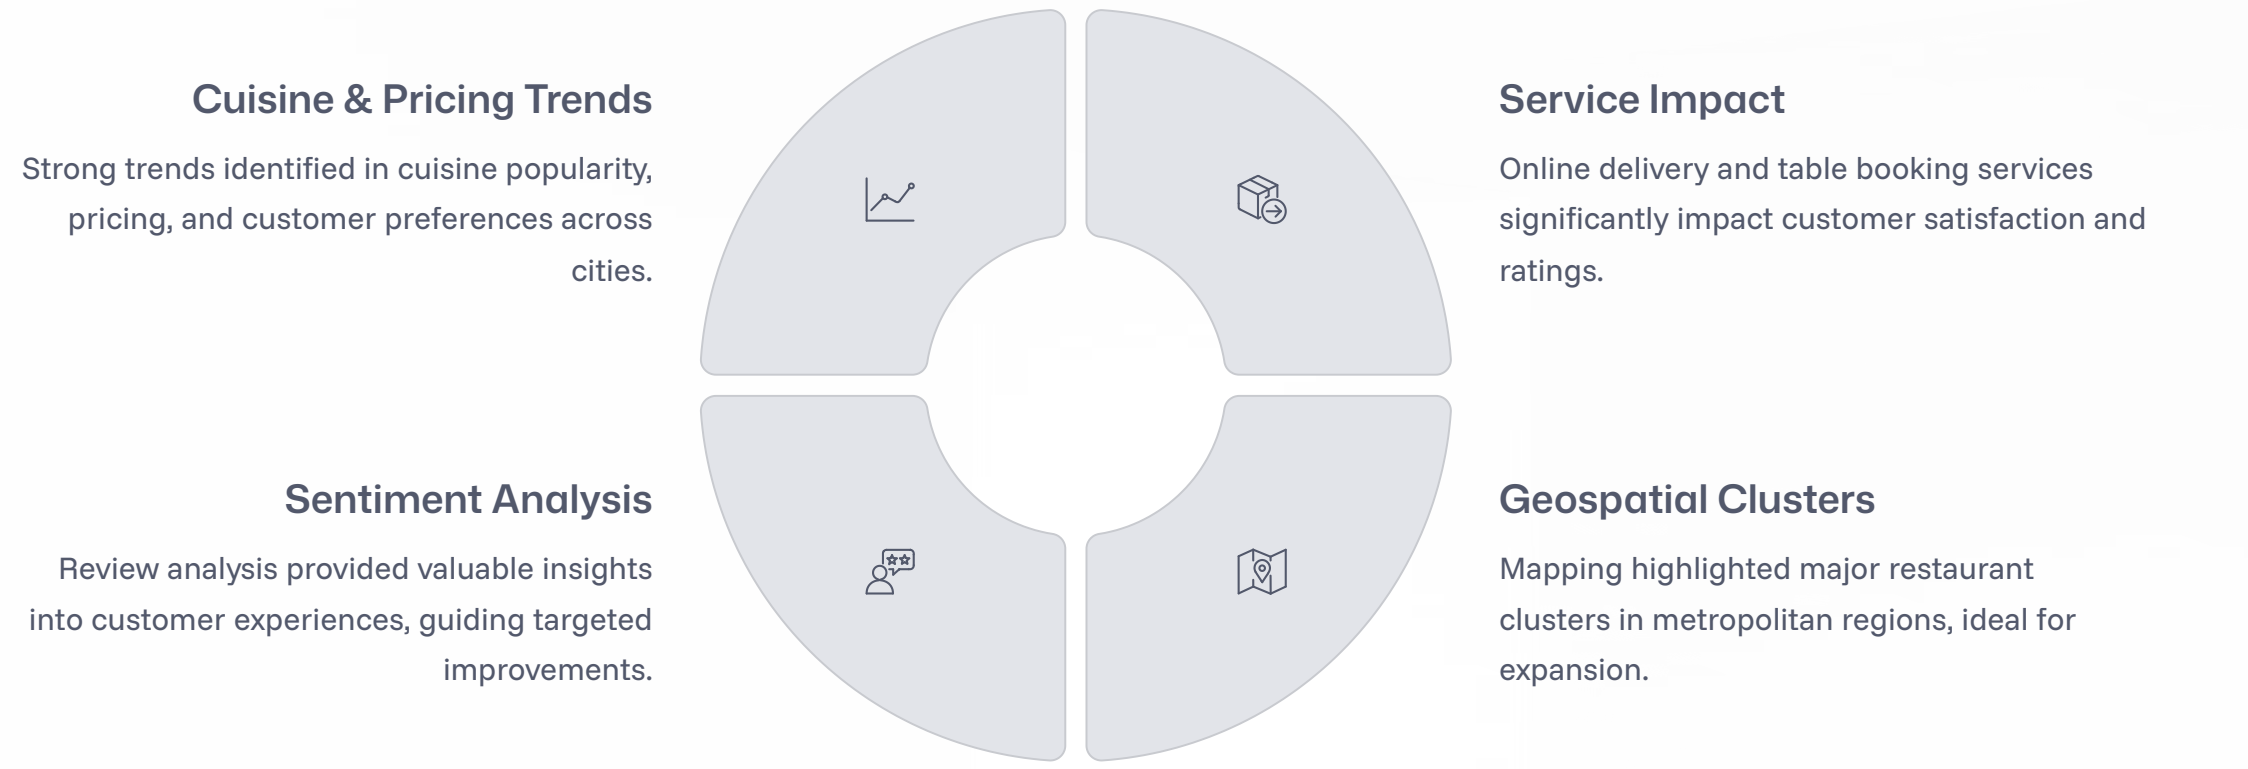 Cuisine & Pricing Trends
Strong trends identified in cuisine popularity,
pricing, and customer preferences across
cities.
Service Impact
Online delivery and table booking services
significantly impact customer satisfaction and
ratings.
Sentiment Analysis
Review analysis provided valuable insights
into customer experiences, guiding targeted
improvements.
Geospatial Clusters
Mapping highlighted major restaurant
clusters in metropolitan regions, ideal for
expansion.